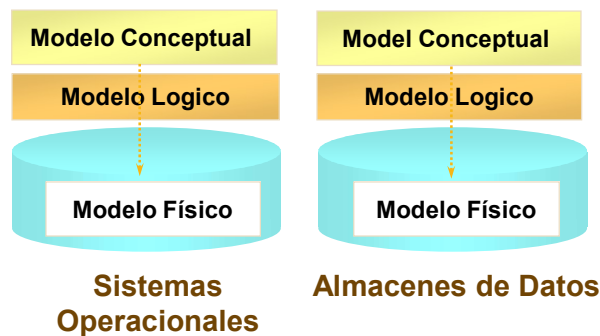 Modelo Conceptual
Modelo Logico
Modelo Físico
Sistemas
Operacionales
Model Conceptual
Modelo Logico
Modelo Físico
Almacenes de Datos